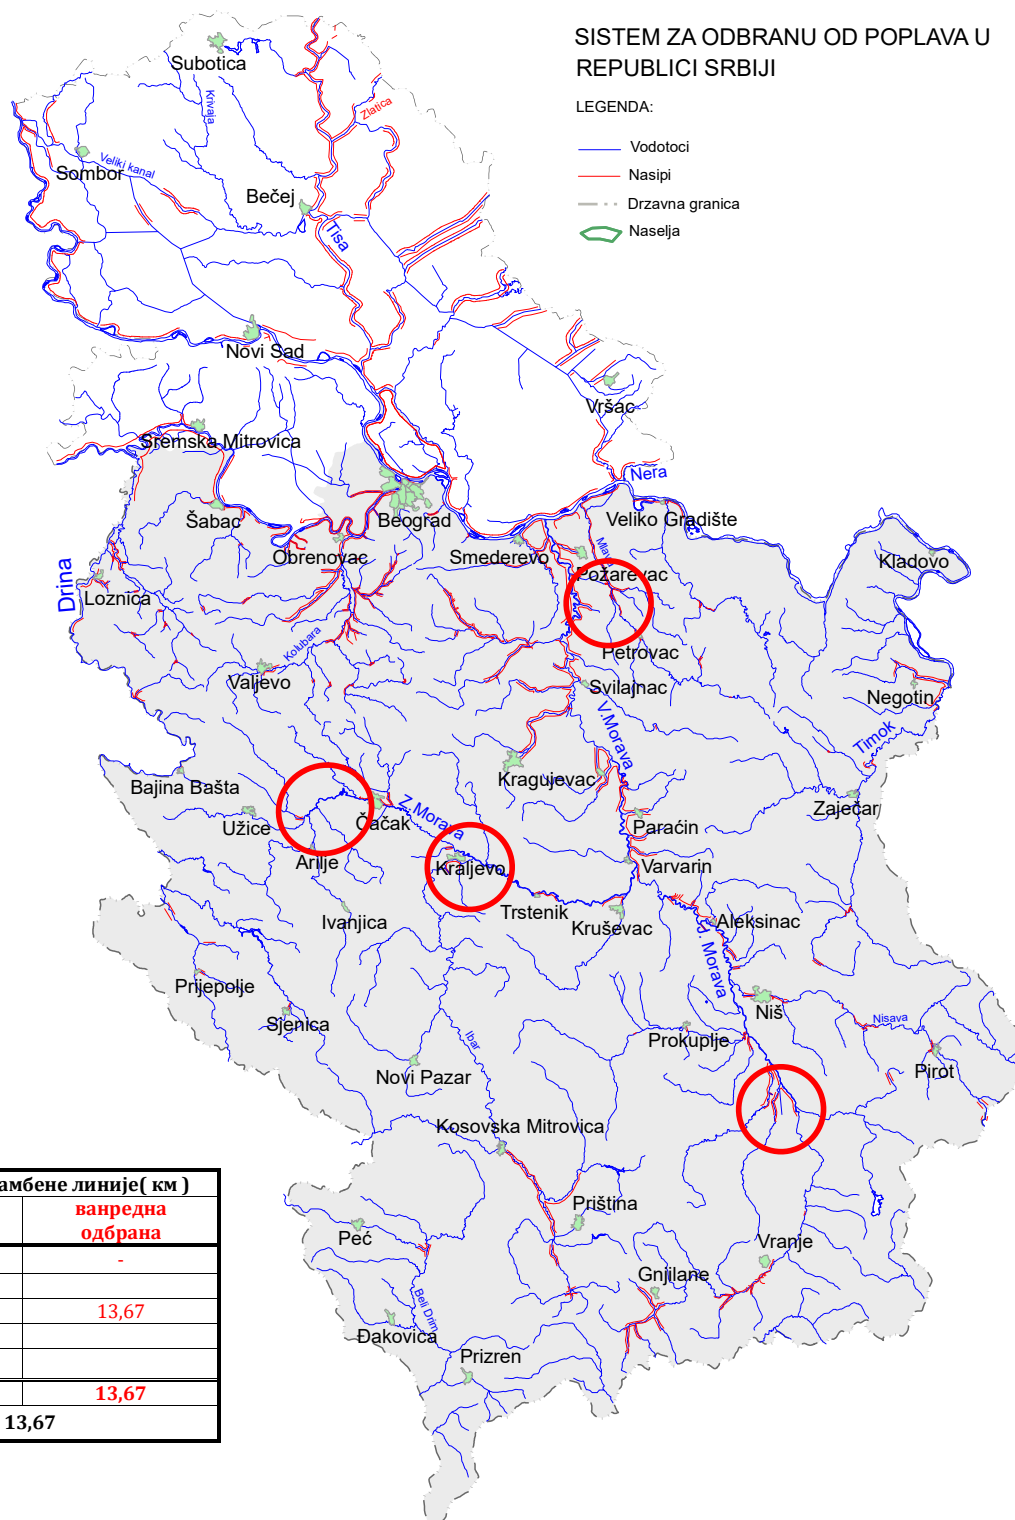 SISTEM ZA ODBRANU OD POPLAVA U
REPUBLICI SRBIJI
LEGENDA:
Vodotoci
Nasipi
Drzavna granica
Naselja
Subotica
Krivaja
Zlatica
Sombor
Veliki kanal
Bečej
Tisa
Novi Sad
Vršac
Sremska Mitrovica
Nera
Šabac
Beograd
Veliko Gradište
Obrenovac
Smederevo
Mlava
Kladovo
Drina
Požarevac
Loznica
Kolubara
Petrovac
Valjevo
Svilajnac
Negotin
V.Morava
Timok
Bajina Bašta
Kragujevac
Z.Morava
Zaječar
Užice
Čačak
Paraćin
Arilje
Kraljevo
Varvarin
Ivanjica
Trstenik
Kruševac
Aleksinac
J. Morava
Prijepolje
Niš
Sjenica
Nisava
Ibar
Prokuplje
Pirot
Novi Pazar
Kosovska Mitrovica
Priština
Peć
Vranje
Gnjilane
Beli Drim
Đakovica
Prizren
амбене линије( км )
ванредна
одбрана
-
13,67
13,67
13,67